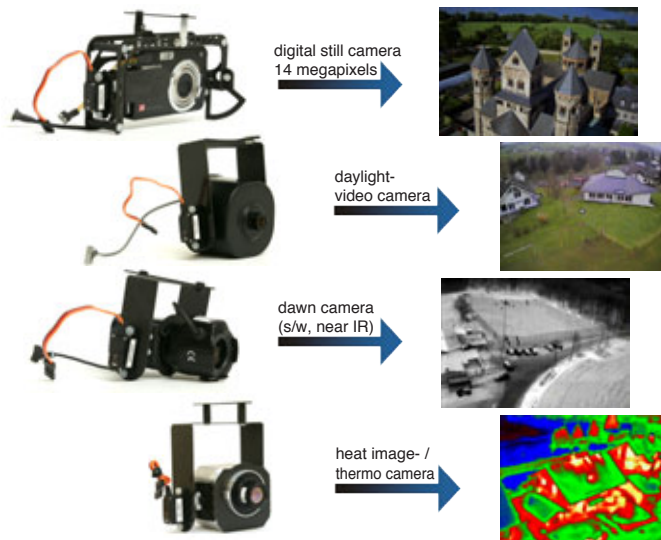 digital still camera
14 megapixels
daylight-
video camera
dawn camera
(s/w, near IR)
heat image- /
thermo camera